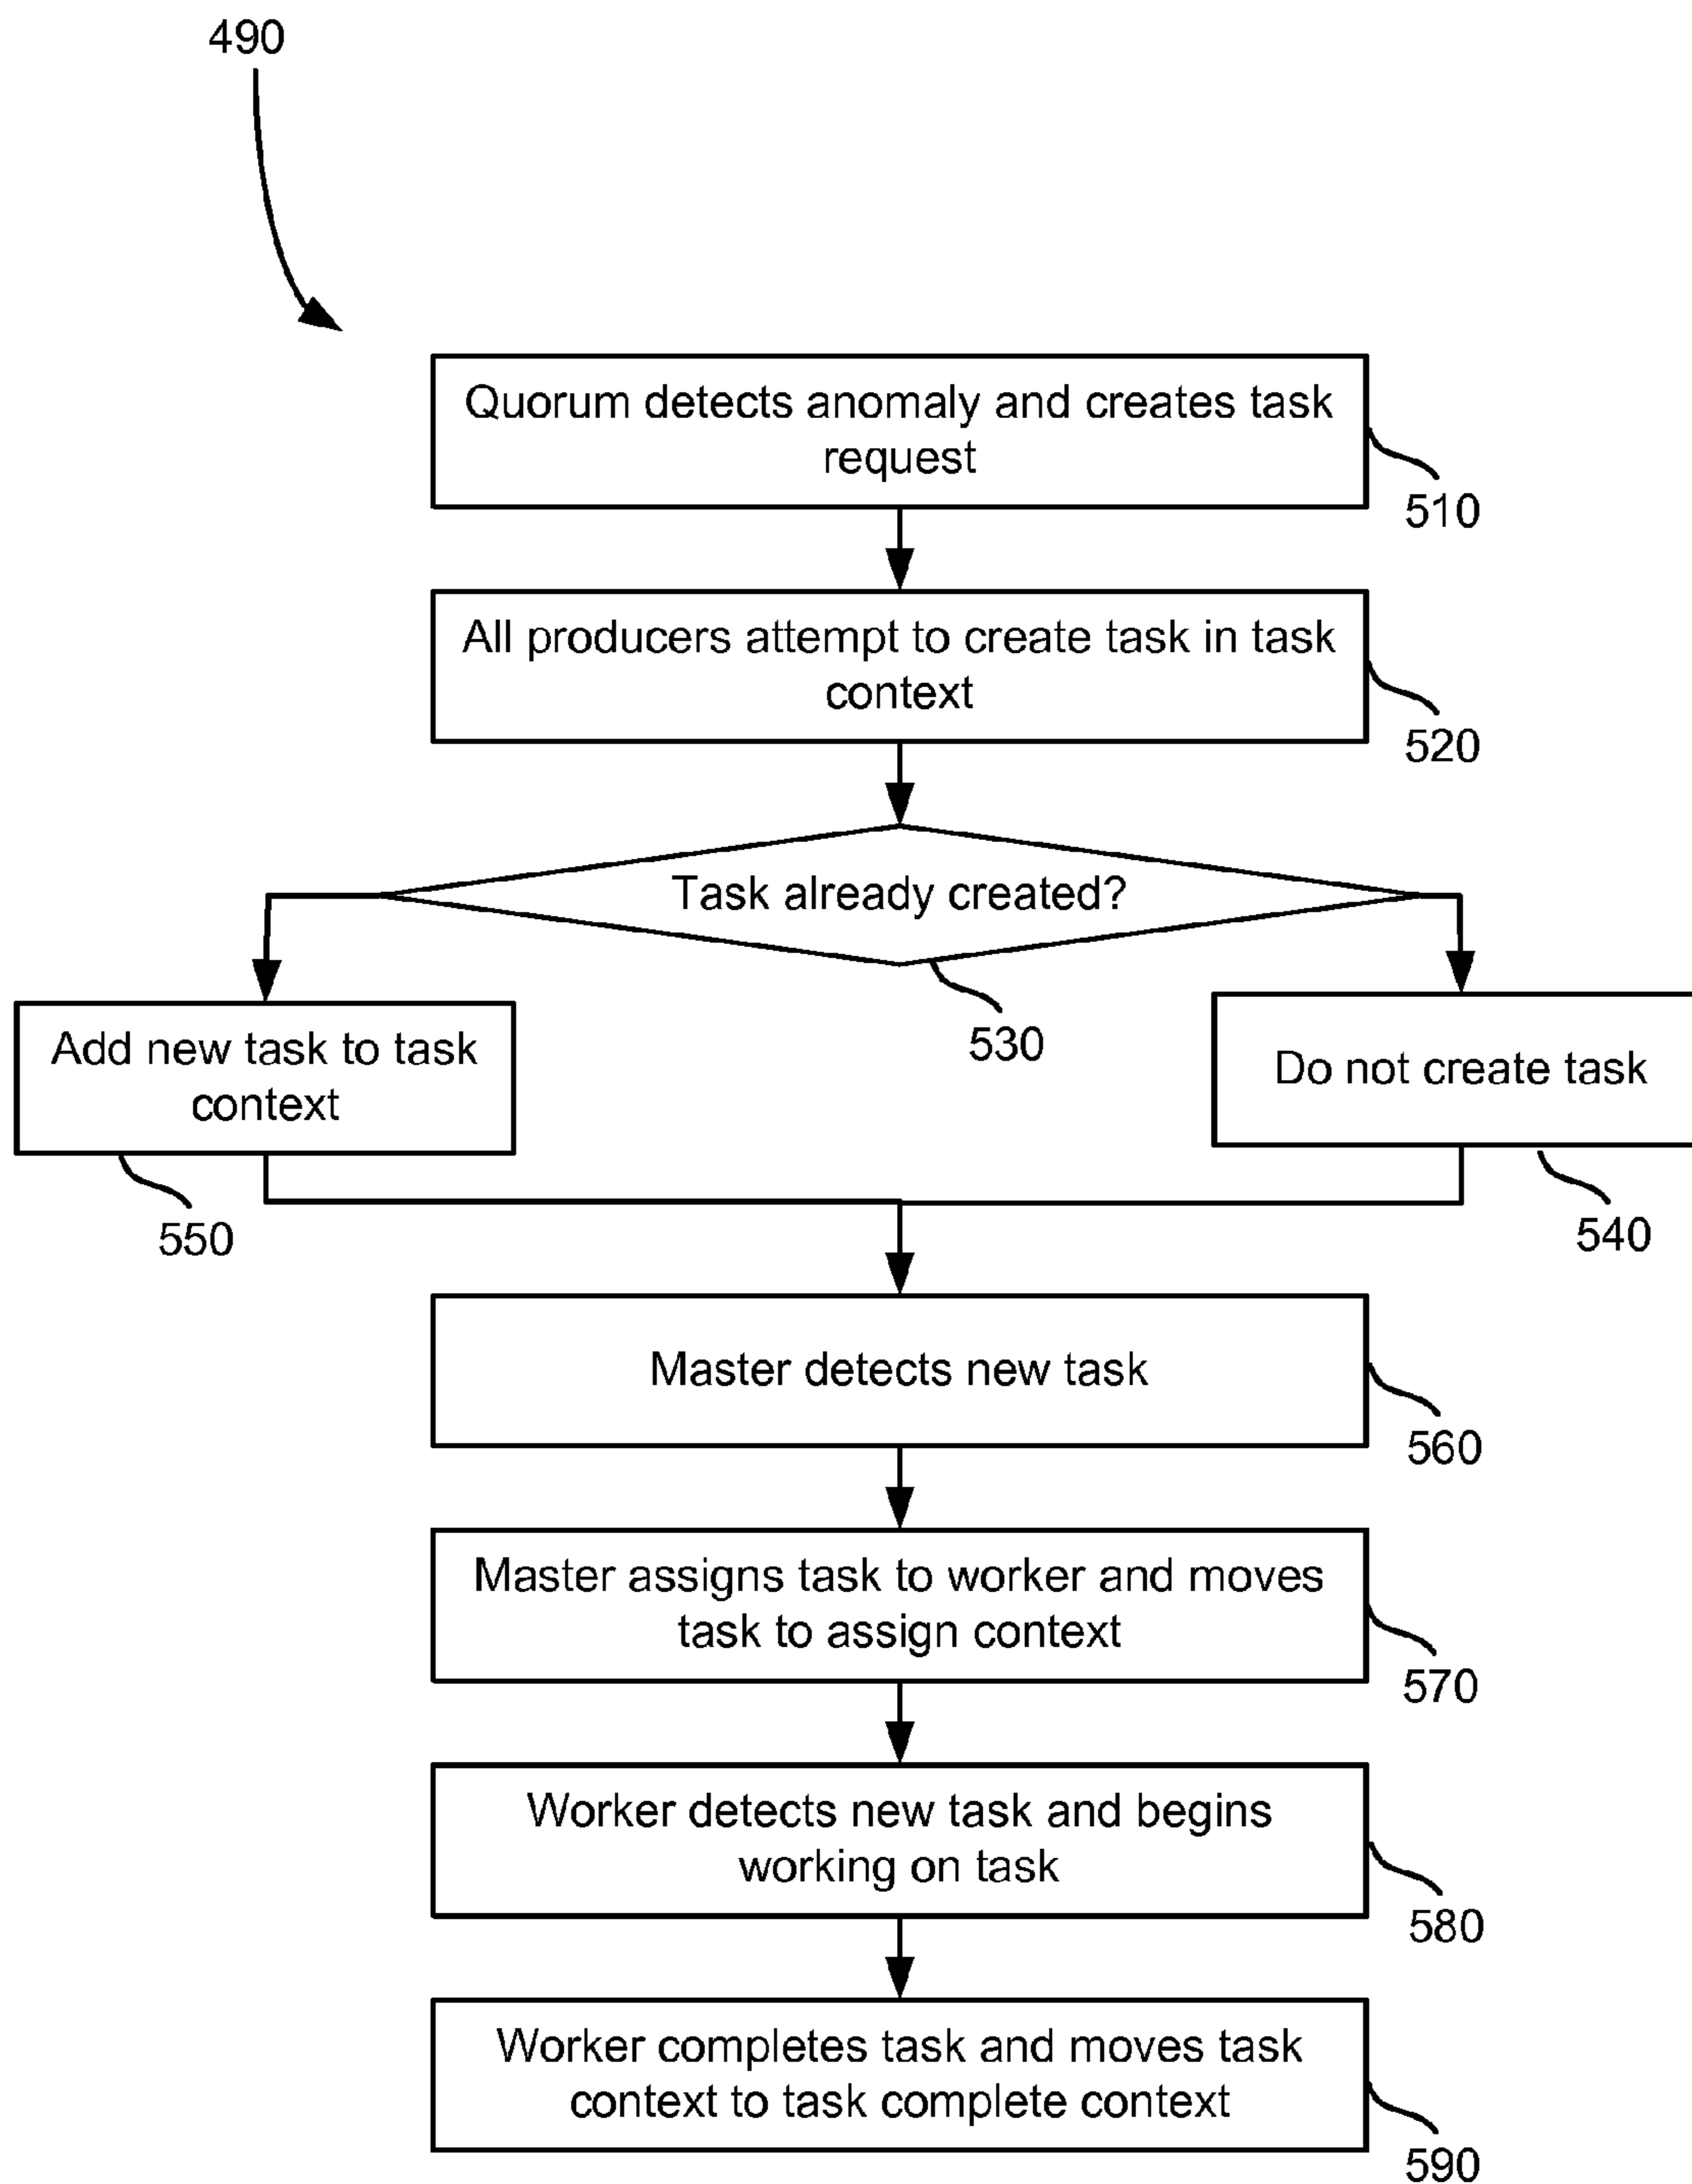 490
Quorum detects anomaly and creates task
request
510
All producers attempt to create task in task
context
520
Task already created?
530
Add new task to task
context
550
Do not create task
540
Master detects new task
560
Master assigns task to worker and moves
task to assign context
570
Worker detects new task and begins
working on task
580
Worker completes task and moves task
context to task complete context
590